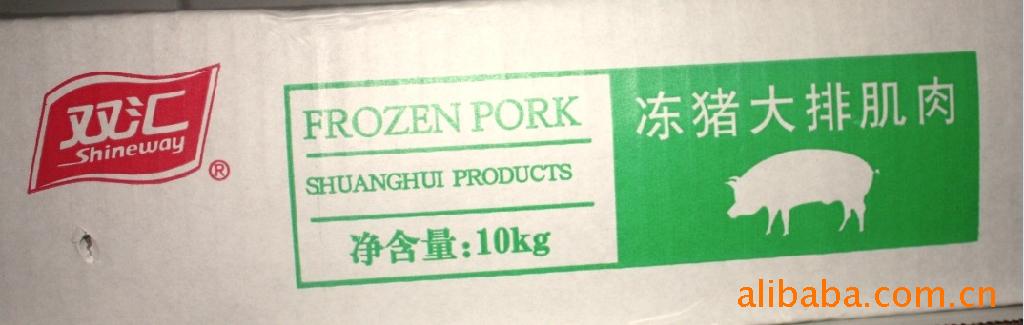 双汇
Shineway
®
FROZEN PORK
SHUANGHUI PRODUCTS
净含量:10kg
冻猪大排肌肉
alibaba.com.cn